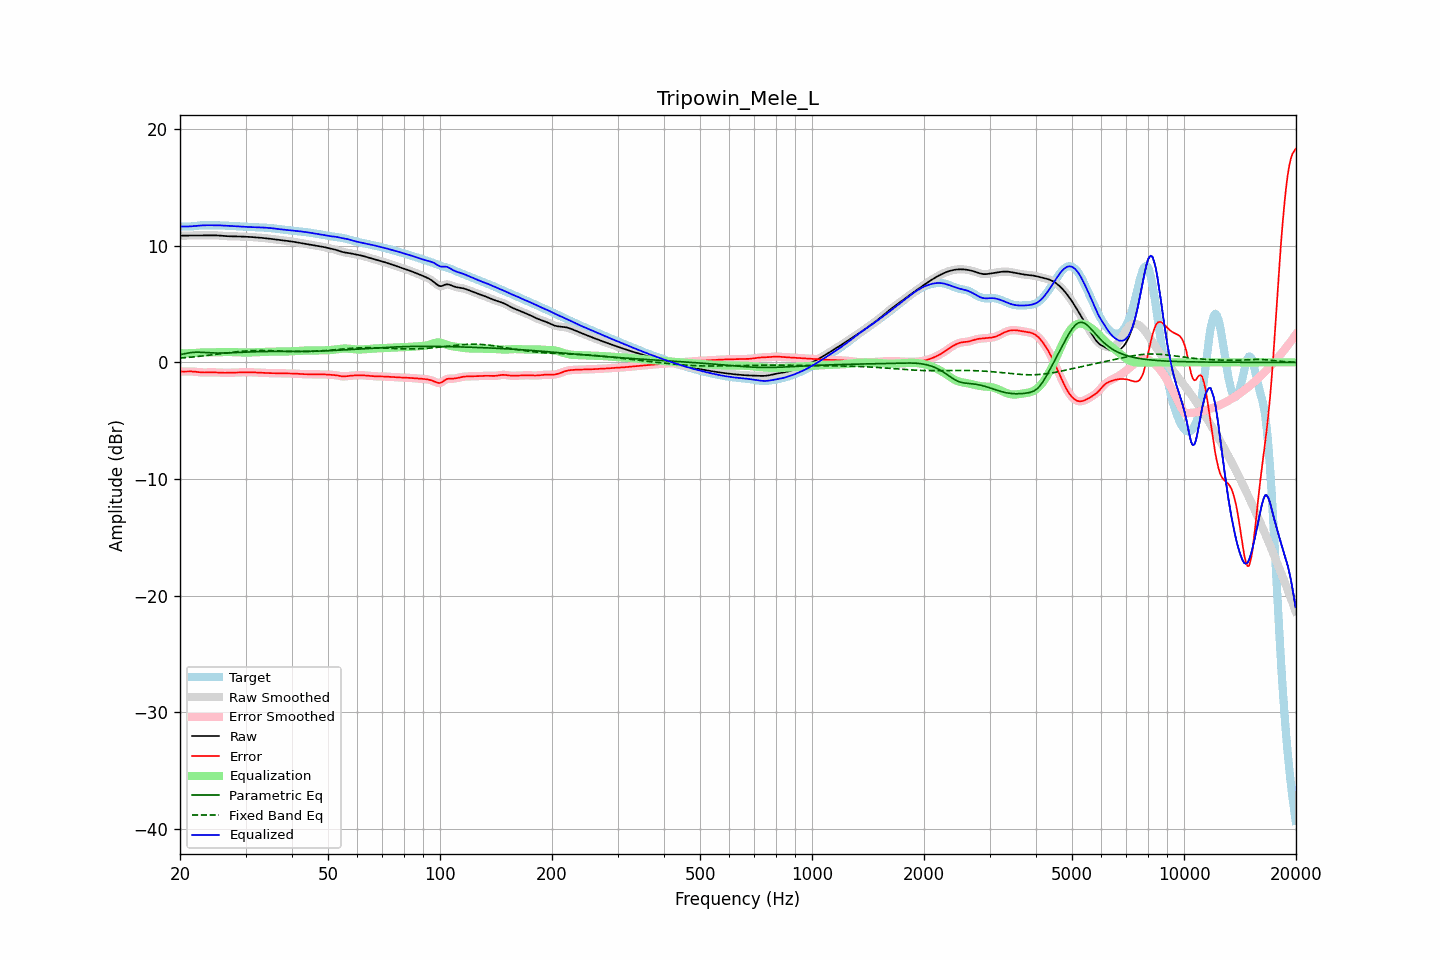 Tripowin_Mele_L
20
10
0
−10
−20
−30
−40
Amplitude (dBr)
Target
Raw Smoothed
Error Smoothed
Raw
Error
Equalization
Parametric Eq
Fixed Band Eq
Equalized
20 50 100 200 500 1000 2000 5000 10000 20000
Frequency (Hz)